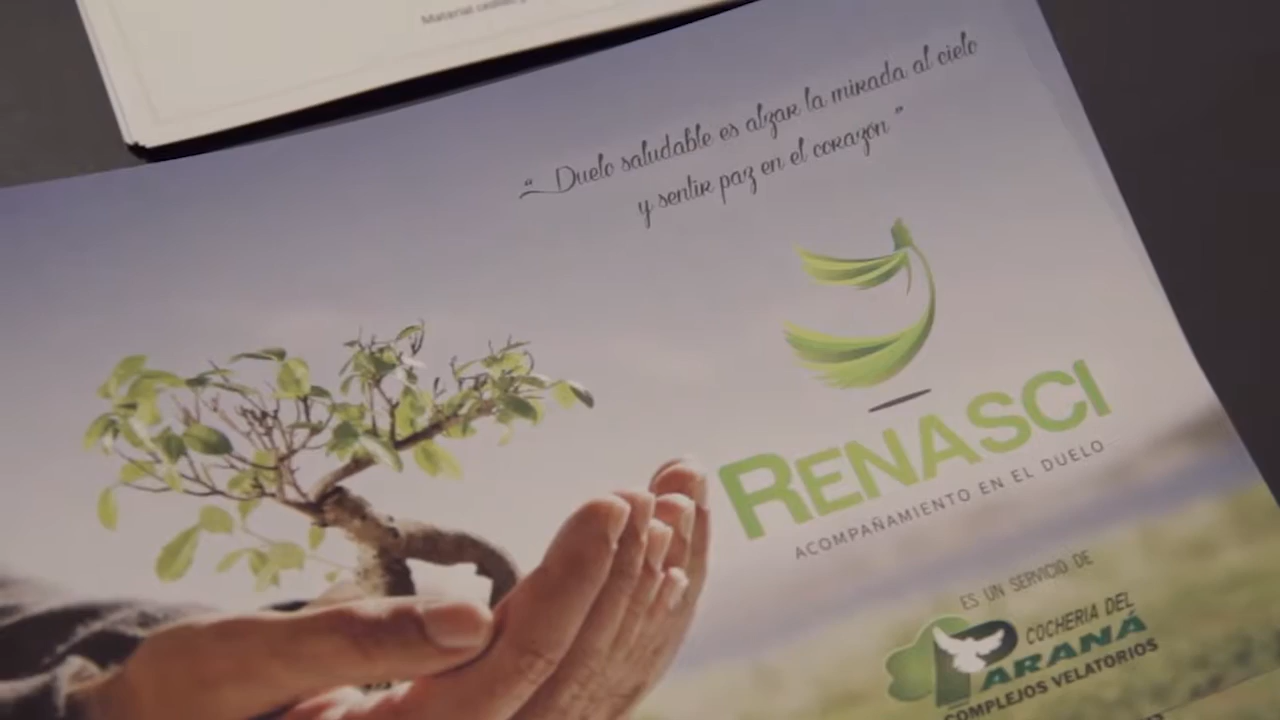 Material
“ Duelo saludable es alzar la mirada al cielo
y sentir paz en el corazón ”
RENASCI
ACOMPAÑAMIENTO EN EL DUELO
ES UN SERVICIO DE
COCHERIA DEL
PARANÁ
COMPLEJOS VELATORIOS